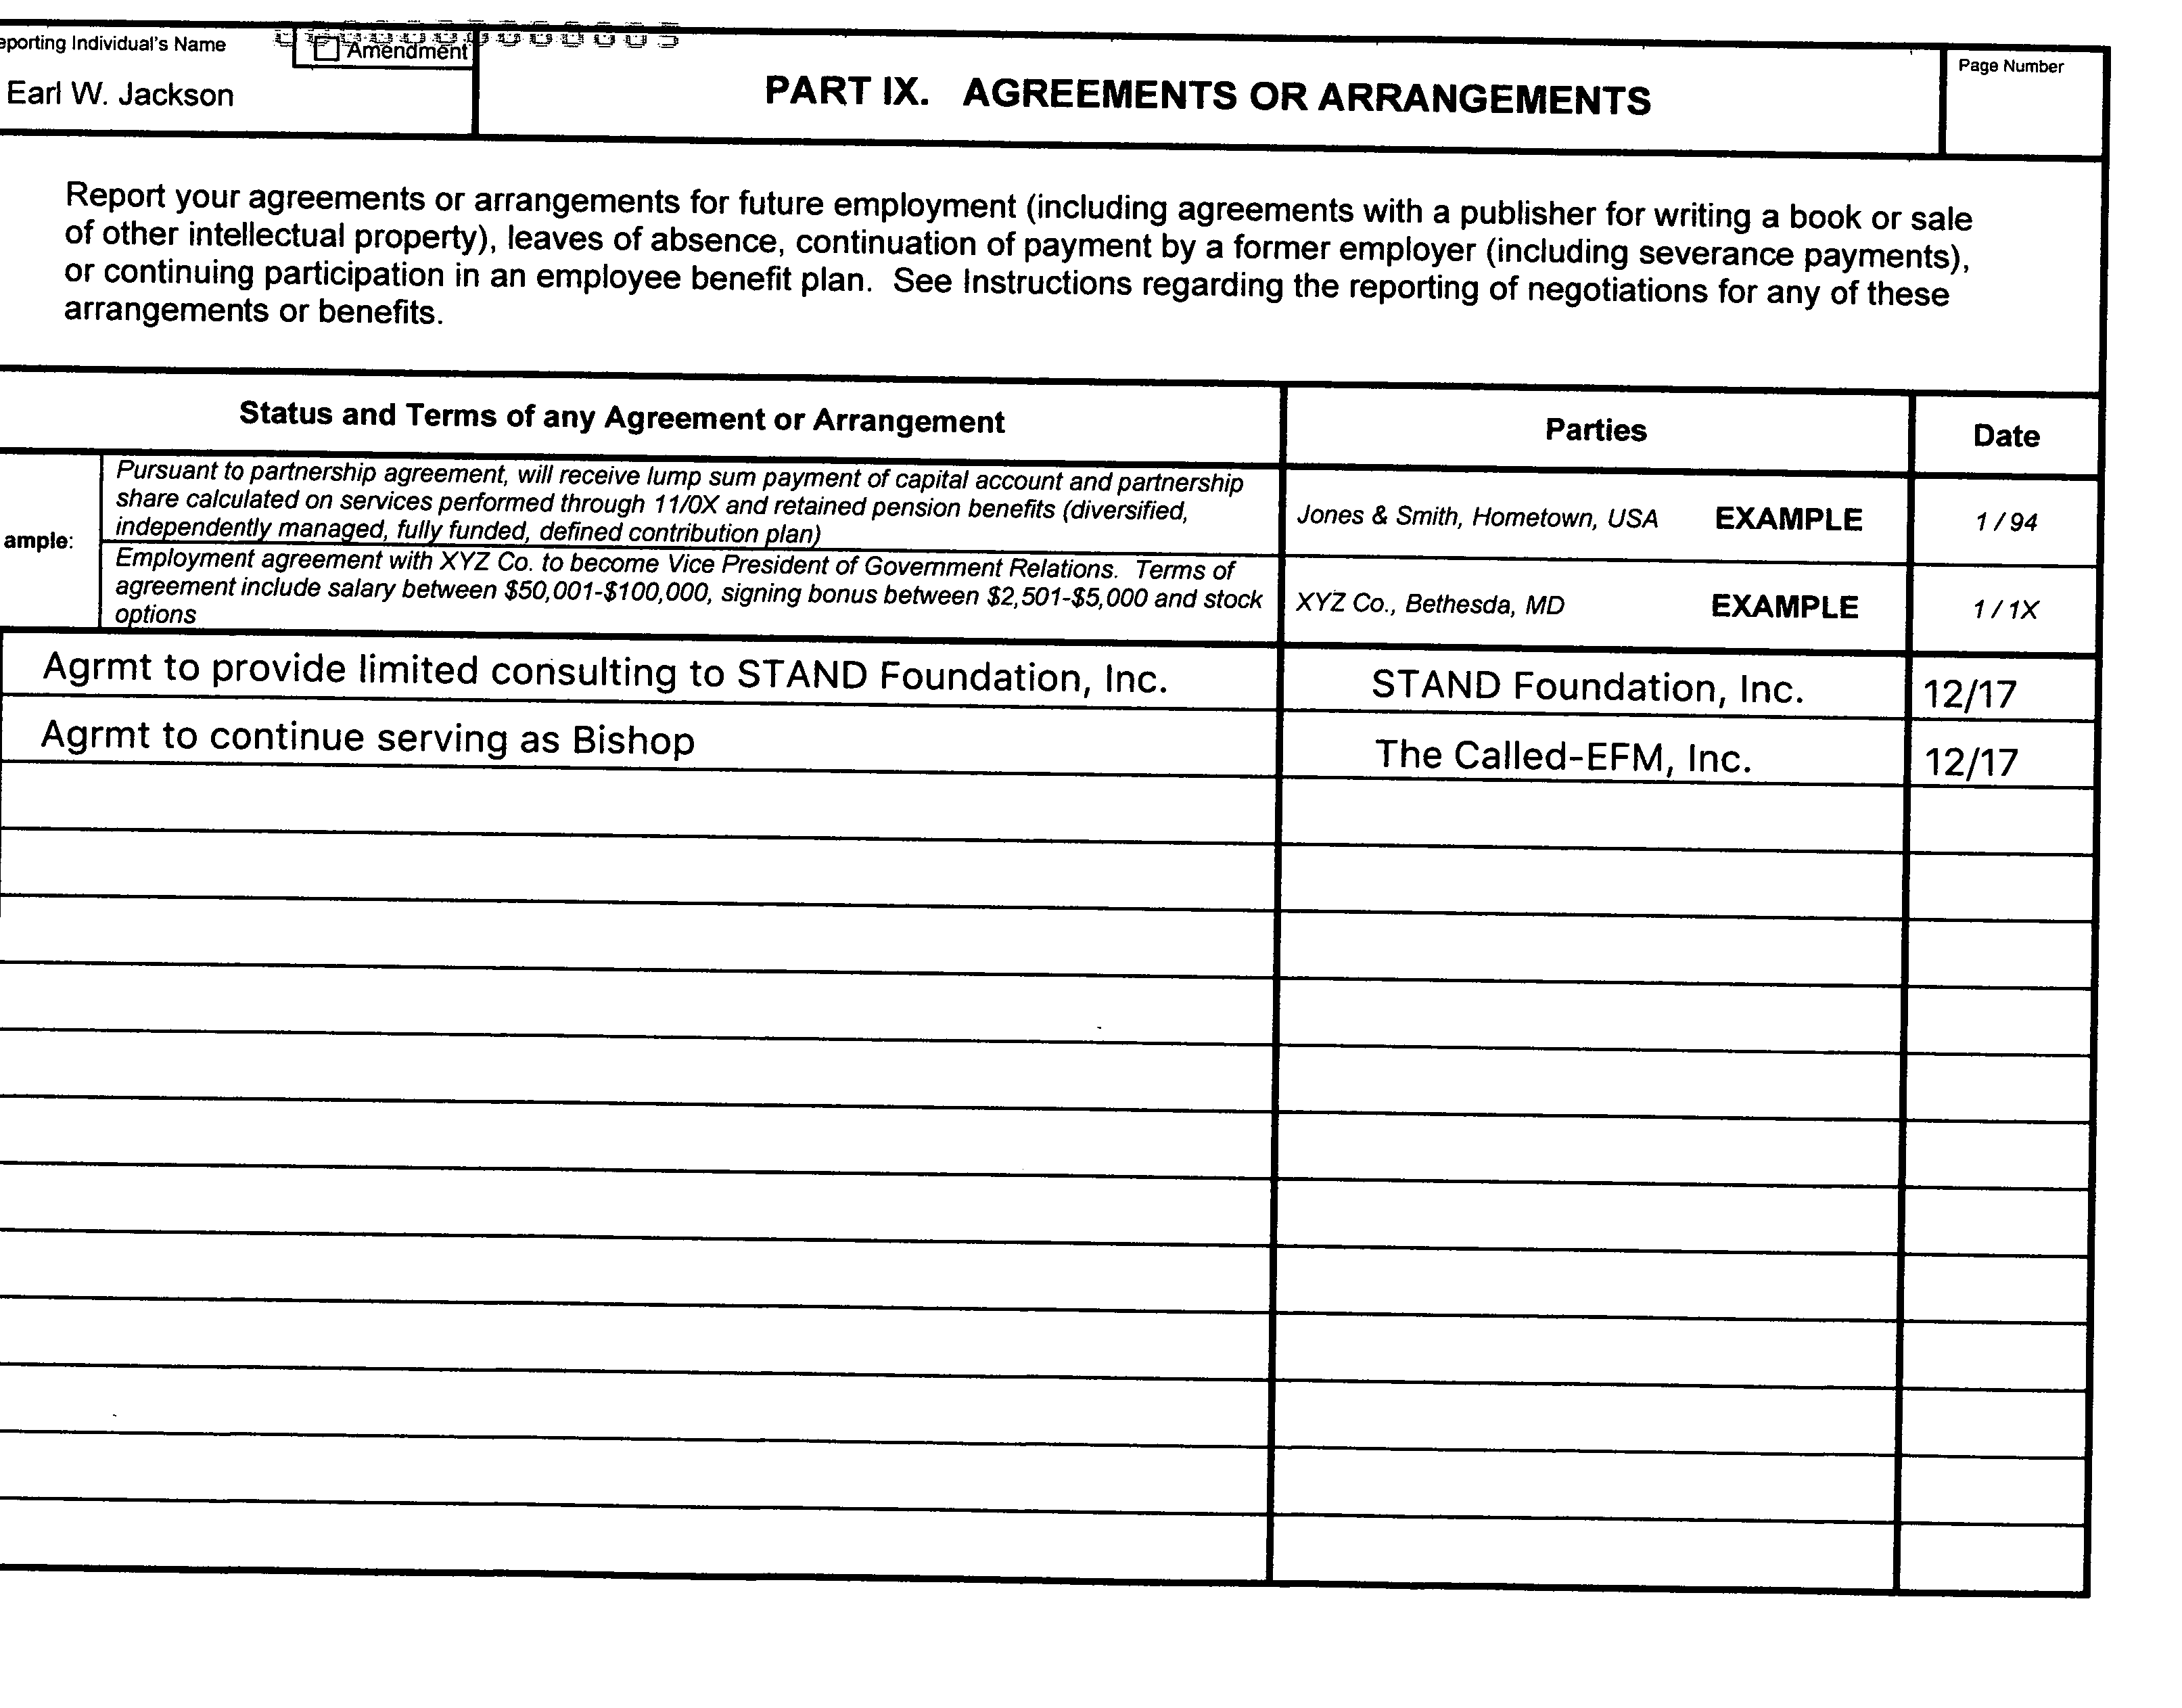 eporting Individual's Name
Amendment
Earl W. Jackson
PART IX. AGREEMENTS OR ARRANGEMENTS
Page Number
Report your agreements or arrangements for future employment (including agreements with a publisher for writing a book or sale
of other intellectual property), leaves of absence, continuation of payment by a former employer (including severance payments),
or continuing participation in an employee benefit plan. See Instructions regarding the reporting of negotiations for any of these
arrangements or benefits.
Status and Terms of any Agreement or Arrangement
Parties
Date
ample:
Pursuant to partnership agreement, will receive lump sum payment of capital account and partnership
share calculated on services performed through 11/0X and retained pension benefits (diversified,
independently managed, fully funded, defined contribution plan)
Jones & Smith, Hometown, USA EXAMPLE
1 / 94
Employment agreement with XYZ Co. to become Vice President of Government Relations. Terms of
agreement include salary between $50,001-$100,000, signing bonus between $2,501-$5,000 and stock
options
XYZ Co., Bethesda, MD EXAMPLE
1 / 1X
Agrmt to provide limited consulting to STAND Foundation, Inc.
STAND Foundation, Inc.
12/17
Agrmt to continue serving as Bishop
The Called-EFM, Inc.
12/17